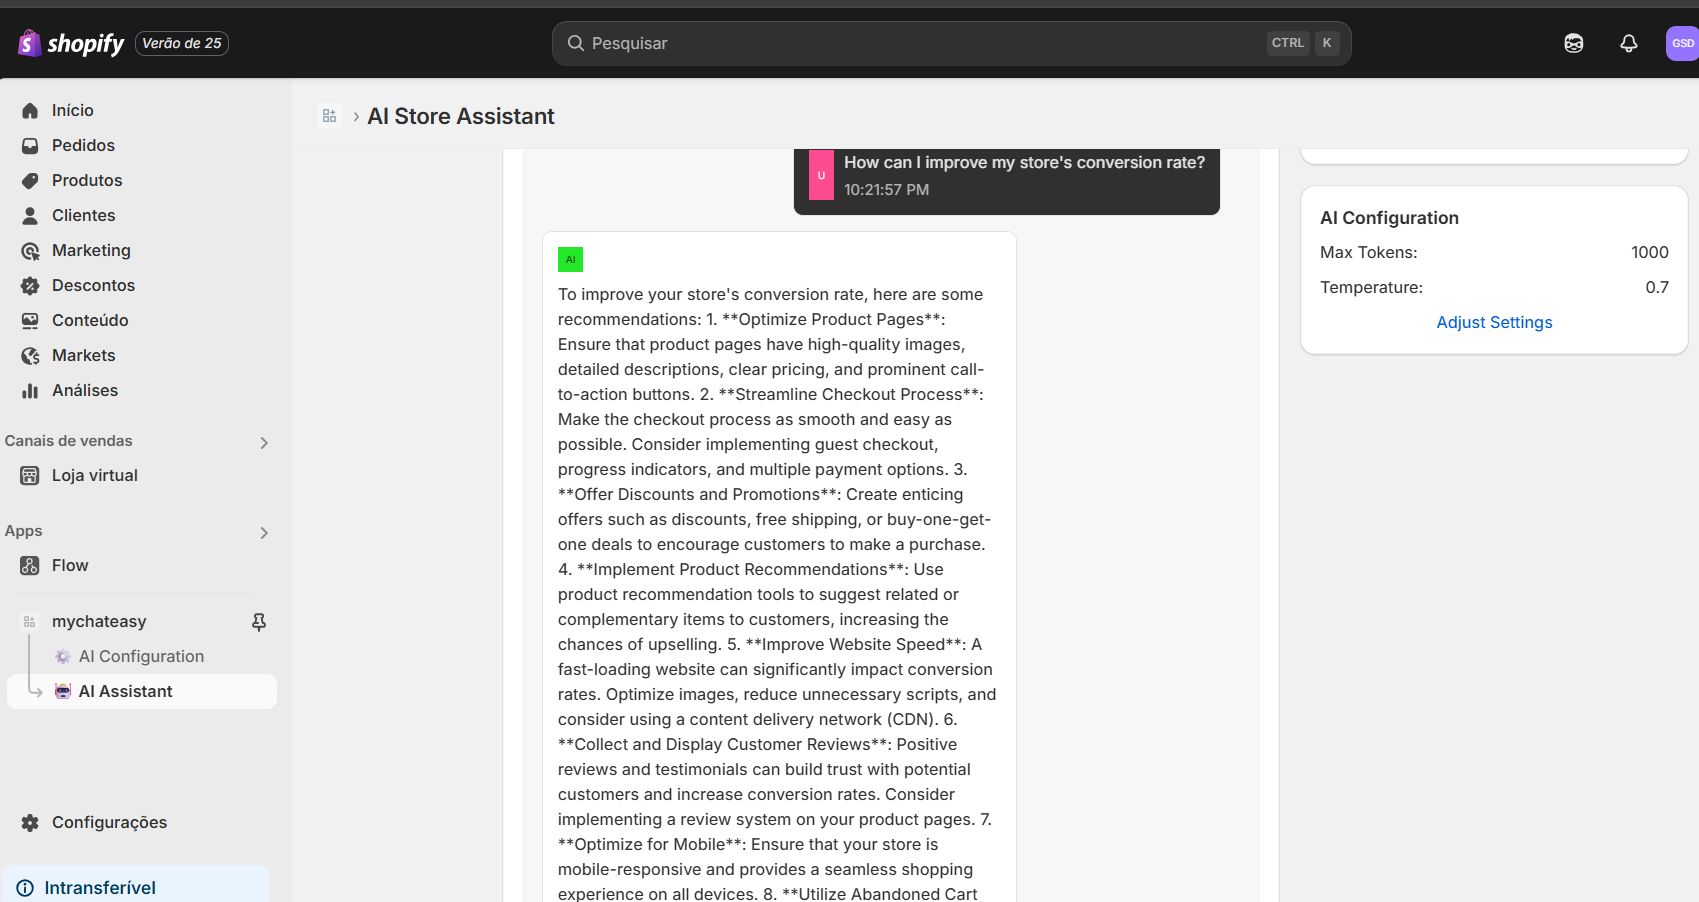 shopify
Verão de 25
Pesquisar
CTRL K
GSD
Início
Pedidos
Produtos
Clientes
Marketing
Descontos
Conteúdo
Markets
Análises
Canais de vendas
Loja virtual
Apps
Flow
mychateasy
AI Configuration
AI Assistant
Configurações
Intransferível
AI Store Assistant
U
How can I improve my store's conversion rate?
10:21:57 PM
AI
To improve your store's conversion rate, here are some
recommendations: 1. **Optimize Product Pages**:
Ensure that product pages have high-quality images,
detailed descriptions, clear pricing, and prominent call-
to-action buttons. 2. **Streamline Checkout Process**:
Make the checkout process as smooth and easy as
possible. Consider implementing guest checkout,
progress indicators, and multiple payment options. 3.
**Offer Discounts and Promotions**: Create enticing
offers such as discounts, free shipping, or buy-one-get-
one deals to encourage customers to make a purchase.
4. **Implement Product Recommendations**: Use
product recommendation tools to suggest related or
complementary items to customers, increasing the
chances of upselling. 5. **Improve Website Speed**: A
fast-loading website can significantly impact conversion
rates. Optimize images, reduce unnecessary scripts, and
consider using a content delivery network (CDN). 6.
**Collect and Display Customer Reviews**: Positive
reviews and testimonials can build trust with potential
customers and increase conversion rates. Consider
implementing a review system on your product pages. 7.
**Optimize for Mobile**: Ensure that your store is
mobile-responsive and provides a seamless shopping
experience on all devices. 8. **Utilize Abandoned Cart
AI Configuration
Max Tokens: 1000
Temperature: 0.7
Adjust Settings